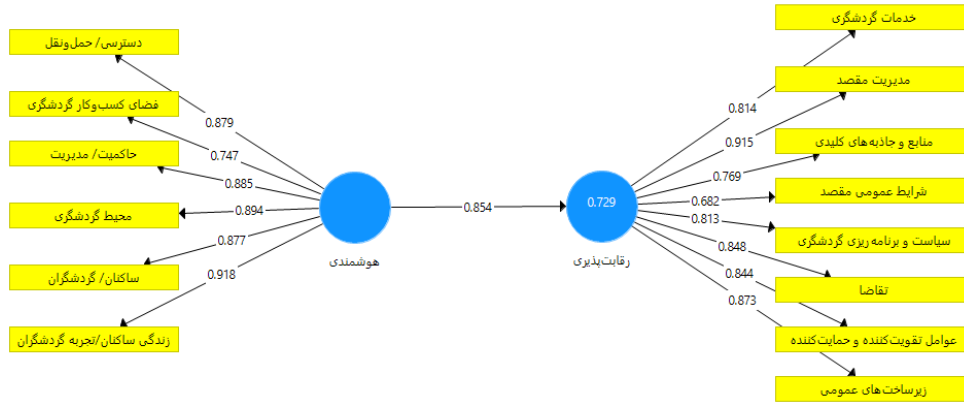 خدمات گردشگری
دسترسی/ حمل‌ونقل
مدیریت مقصد
فضای کسب‌وکار گردشگری
0.879
0.814
0.915
منابع و جاذبه‌های کلیدی
حاکمیت/ مدیریت
0.747
0.769
0.885
شرایط عمومی مقصد
0.682
محیط گردشگری
0.894
0.854
0.729
0.813
سیاست و برنامه ریزی گردشگری
0.877
0.848
هوشمندی
رقابت‌پذیری
ساکنان/ گردشگران
0.918
0.844
تقاضا
0.873
زندگی ساکنان/تجربه گردشگران
عوامل تقویت‌کننده و حمایت‌کننده
زیرساخت‌های عمومی